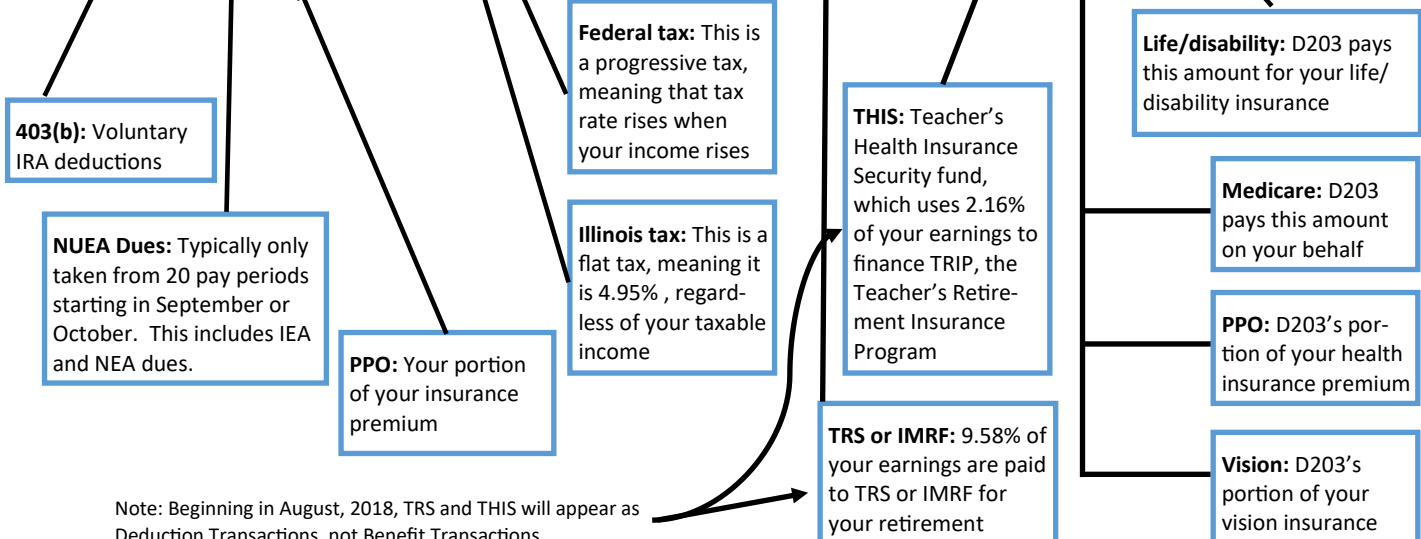 Federal tax: This is
a progressive tax,
meaning that tax
rate rises when
your income rises
Life/disability: D203 pays
this amount for your life/
disability insurance
403(b): Voluntary
IRA deductions
THIS: Teacher’s
Health Insurance
Security fund,
which uses 2.16%
of your earnings to
finance TRIP, the
Teacher’s Retire-
ment Insurance
Program
Medicare: D203
pays this amount
on your behalf
NUEA Dues: Typically only
taken from 20 pay periods
starting in September or
October.  This includes IEA
and NEA dues.
Illinois tax: This is a
flat tax, meaning it
is 4.95% , regard-
less of your taxable
income
PPO: D203’s por-
tion of your health
insurance premium
PPO: Your portion
of your insurance
premium
TRS or IMRF: 9.58% of
your earnings are paid
to TRS or IMRF for
your retirement
Vision: D203’s
portion of your
vision insurance
Note: Beginning in August, 2018, TRS and THIS will appear as
Deduction Transactions, not Benefit Transactions